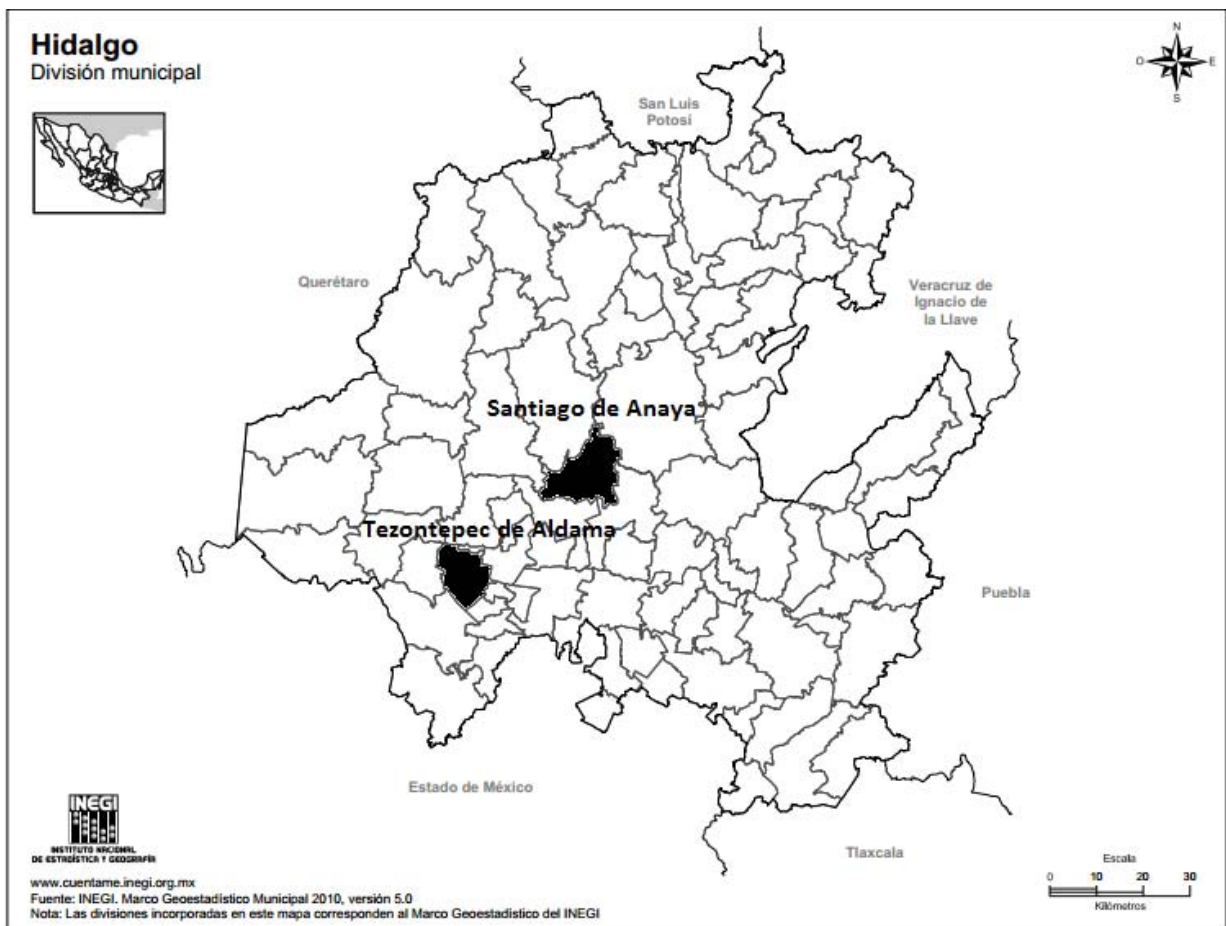 Hidalgo
División municipal
N
O
E
S
San Luis
Potosí
Querétaro
Veracruz de
Ignacio de
la Llave
Santiago de Anaya
Tezontepec de Aldama
Puebla
Estado de México
Tlaxcala
INEGI
INSTITUTO NACIONAL
DE ESTADÍSTICA Y GEOGRAFÍA
www.cuentame.inegi.org.mx
Fuente: INEGI. Marco Geoestadístico Municipal 2010, versión 5.0
Nota: Las divisiones incorporadas en este mapa corresponden al Marco Geoestadístico del INEGI
Escala
0 10 20 30
Kilómetros